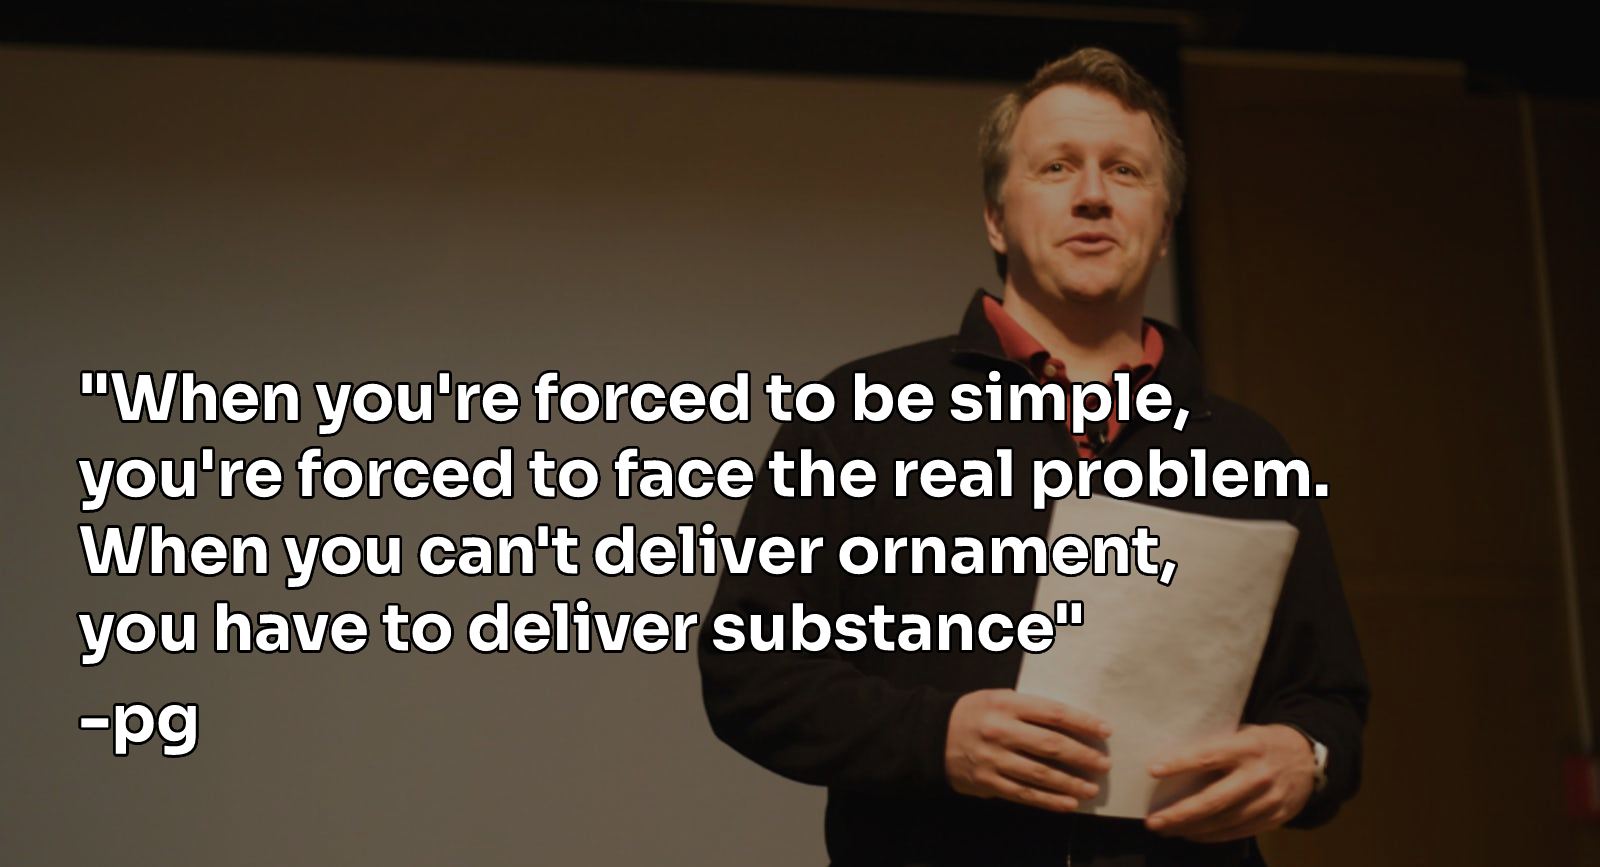 "When you're forced to be simple,
you're forced to face the real problem.
When you can't deliver ornament,
you have to deliver substance"
-pg